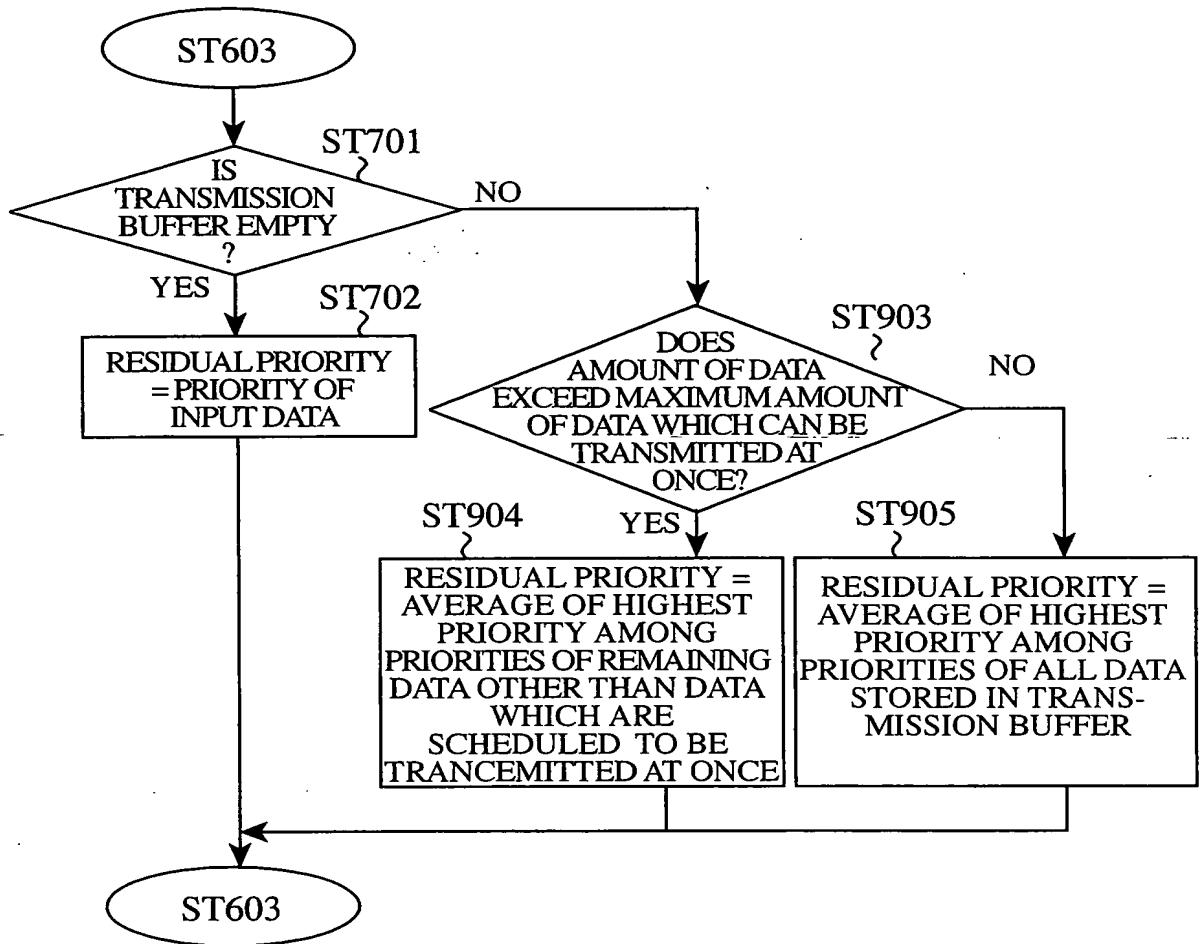 ST603
ST701
IS
TRANSMISSION
BUFFER EMPTY
?
NO
YES
ST702
RESIDUAL PRIORITY
= PRIORITY OF
INPUT DATA
ST903
DOES
AMOUNT OF DATA
EXCEED MAXIMUM AMOUNT
OF DATA WHICH CAN BE
TRANSMITTED AT
ONCE?
NO
YES
ST904
RESIDUAL PRIORITY =
AVERAGE OF HIGHEST
PRIORITY AMONG
PRIORITIES OF REMAINING
DATA OTHER THAN DATA
WHICH ARE
SCHEDULED TO BE
TRANCEMITTED AT ONCE
ST905
RESIDUAL PRIORITY =
AVERAGE OF HIGHEST
PRIORITY AMONG
PRIORITIES OF ALL DATA
STORED IN TRANS-
MISSION BUFFER
ST603